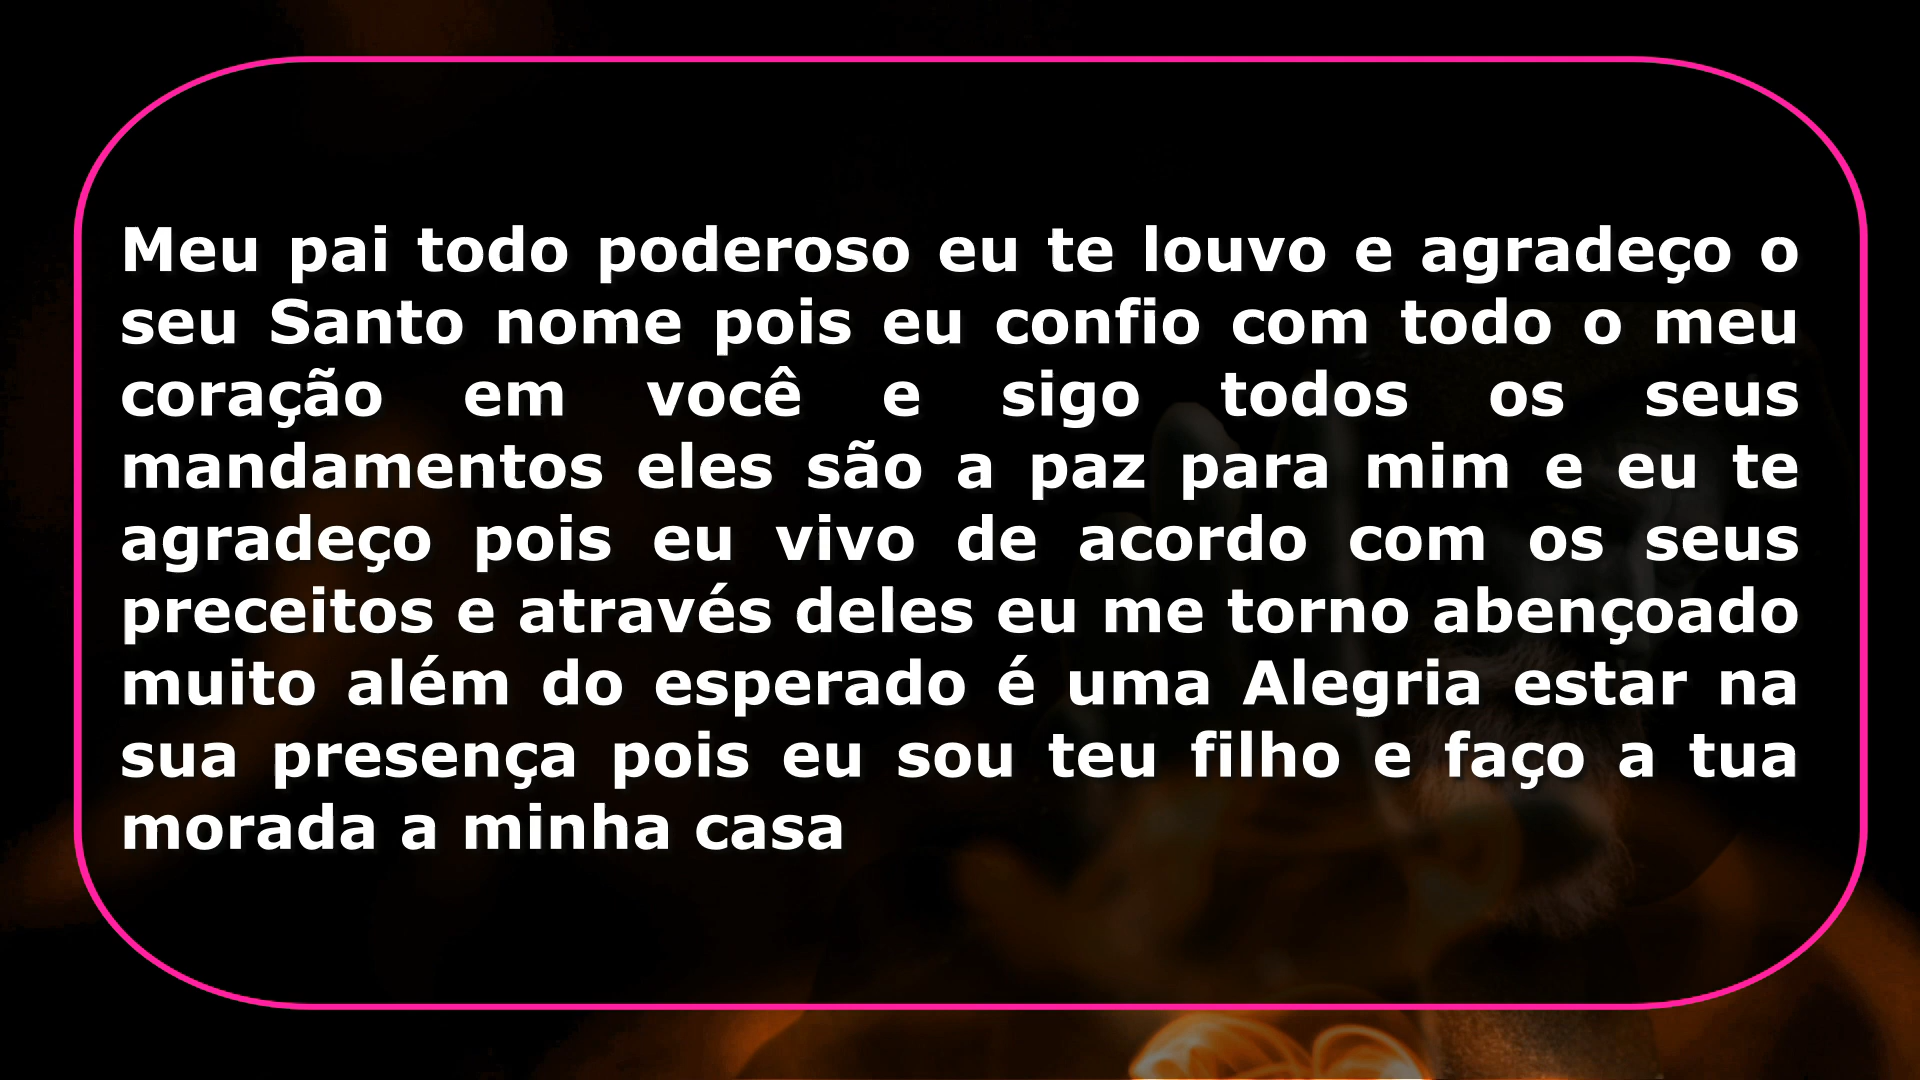 Meu pai todo poderoso eu te louvo e agradeço o
seu Santo nome pois eu confio com todo o meu
coração em você e sigo todos os seus
mandamentos eles são a paz para mim e eu te
agradeço pois eu vivo de acordo com os seus
preceitos e através deles eu me torno abençoado
muito além do esperado é uma Alegria estar na
sua presença pois eu sou teu filho e faço a tua
morada a minha casa